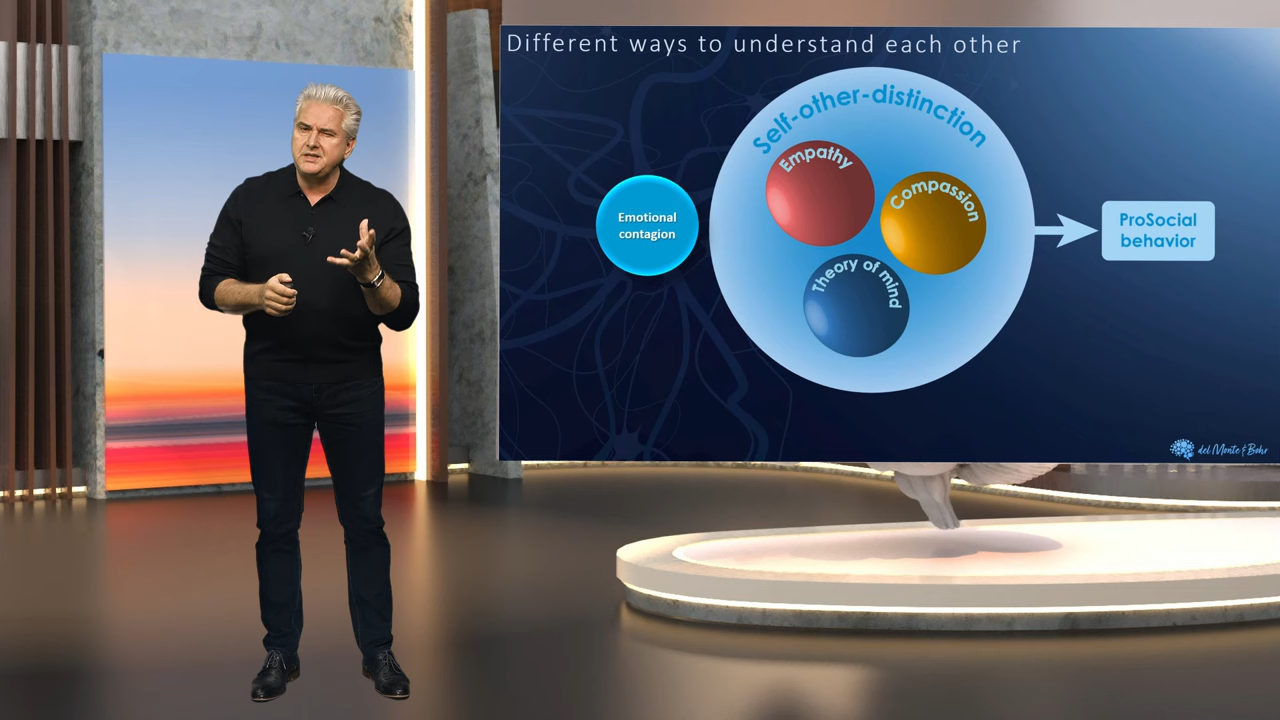 Different ways to understand each other
Self-other-distinction
Empathy
Compassion
Theory of mind
Emotional
contagion
ProSocial
behavior
del Monte & Bohr